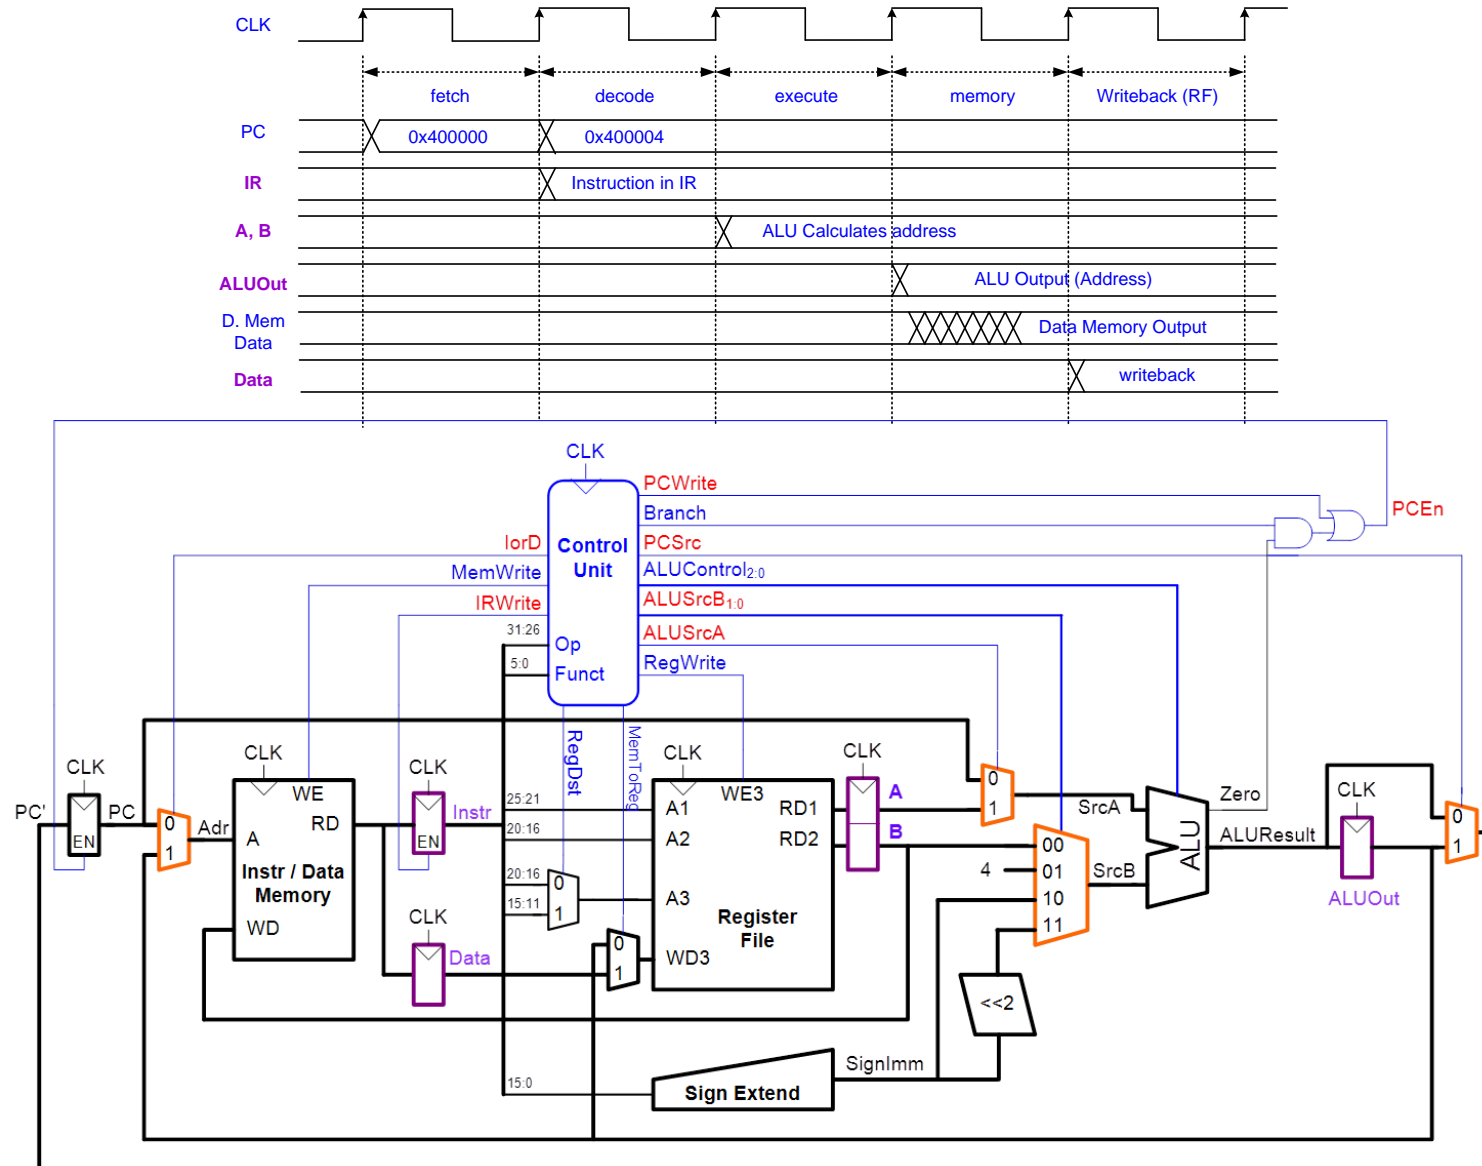 CLK
fetch decode execute memory Writeback (RF)
PC 0x400000 0x400004
IR Instruction in IR
A, B ALU Calculates address
ALUOut ALU Output (Address)
D. Mem
Data
Data Memory Output
Data writeback
CLK
PCWrite
Branch
PCEn
IorD
Control
Unit
PCSrc
MemWrite
ALUControl2:0
IRWrite
ALUSrcB1:0
31:26
Op
ALUSrcA
5:0
Funct
RegWrite
RegDst
MemToReg
CLK
CLK
CLK
CLK
CLK
CLK
PC'
EN
PC
0
1
Adr
WE
A
RD
Instr / Data
Memory
WD
EN
Instr
CLK
Data
25:21
20:16
20:16
15:11
0
1
0
1
A1
A2
A3
WD3
WE3
RD1
RD2
Register
File
A
B
0
1
SrcA
4
00
01
10
11
SrcB
ALU
Zero
ALUResult
ALUOut
0
1
<<2
SignImm
15:0
Sign Extend